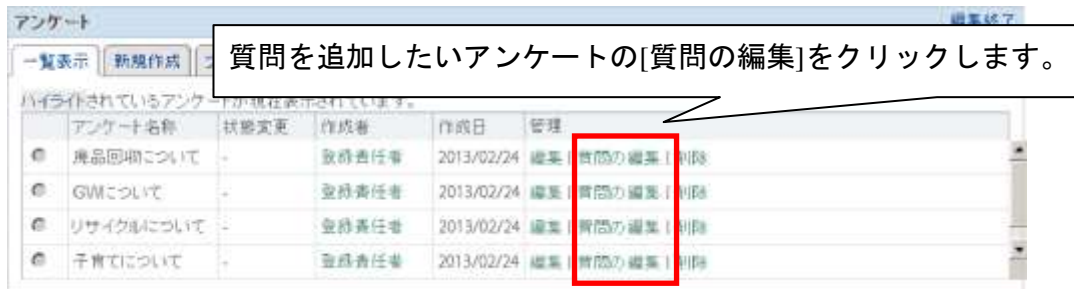 アンケート 編集終了
一覧表示 新規作成
質問を追加したいアンケートの[質問の編集]をクリックします。
ハイライトされているアンケートが現在表示されています。
アンケート名称 状態変更 作成者 作成日 管理
廃品回収について - 登録責任者 2013/02/24 編集 | 質問の編集 | 削除
GWについて - 登録責任者 2013/02/24 編集 | 質問の編集 | 削除
リサイクルについて - 登録責任者 2013/02/24 編集 | 質問の編集 | 削除
子育てについて - 登録責任者 2013/02/24 編集 | 質問の編集 | 削除